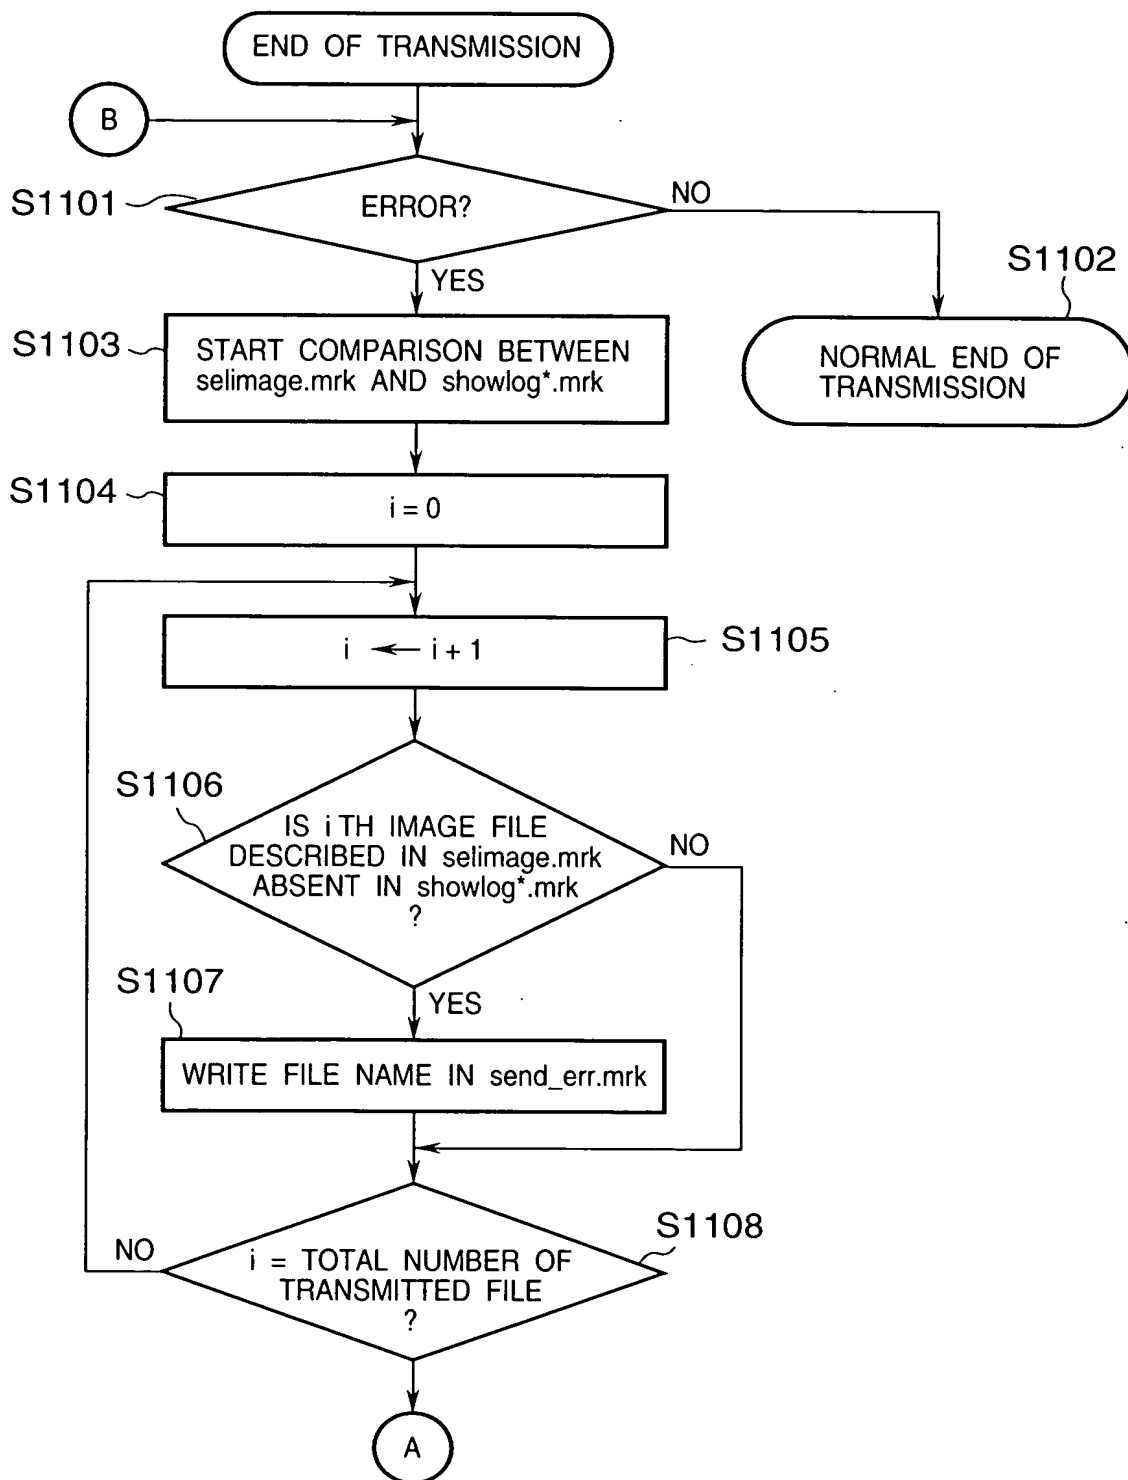 END OF TRANSMISSION
B
S1101
ERROR?
NO
YES
S1102
NORMAL END OF
TRANSMISSION
S1103
START COMPARISON BETWEEN
selimage.mrk AND showlog*.mrk
S1104
i = 0
i ← i + 1
S1105
S1106
IS i TH IMAGE FILE
DESCRIBED IN selimage.mrk
ABSENT IN showlog*.mrk
?
NO
YES
S1107
WRITE FILE NAME IN send_err.mrk
S1108
NO
i = TOTAL NUMBER OF
TRANSMITTED FILE
?
A